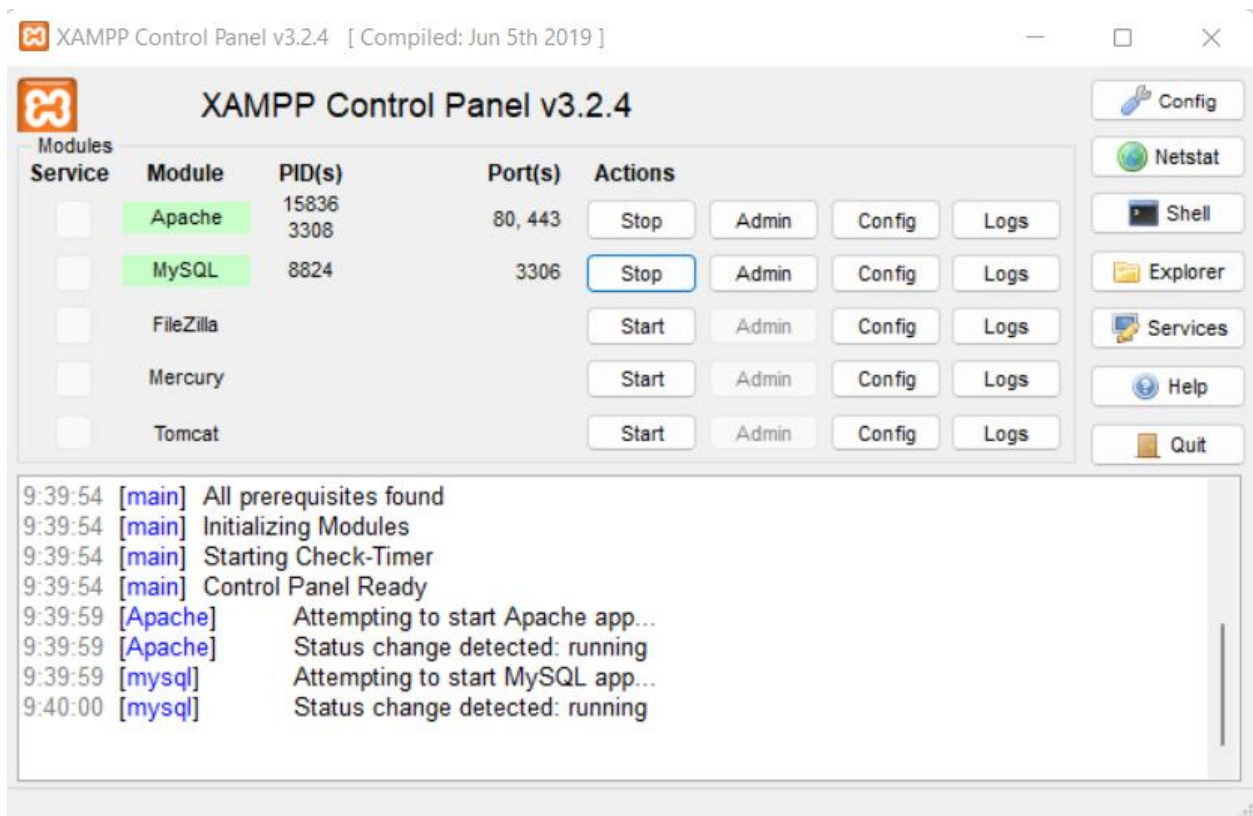 XAMPP Control Panel v3.2.4 [ Compiled: Jun 5th 2019 ]
XAMPP Control Panel v3.2.4
Config
Modules
Netstat
Service Module PID(s) Port(s) Actions
Apache 15836 3308 80, 443 Stop Admin Config Logs
Shell
MySQL 8824 3306 Stop Admin Config Logs
Explorer
FileZilla Start Admin Config Logs
Services
Mercury Start Admin Config Logs
Help
Tomcat Start Admin Config Logs
Quit
9:39:54 [main] All prerequisites found
9:39:54 [main] Initializing Modules
9:39:54 [main] Starting Check-Timer
9:39:54 [main] Control Panel Ready
9:39:59 [Apache] Attempting to start Apache app...
9:39:59 [Apache] Status change detected: running
9:39:59 [mysql] Attempting to start MySQL app...
9:40:00 [mysql] Status change detected: running